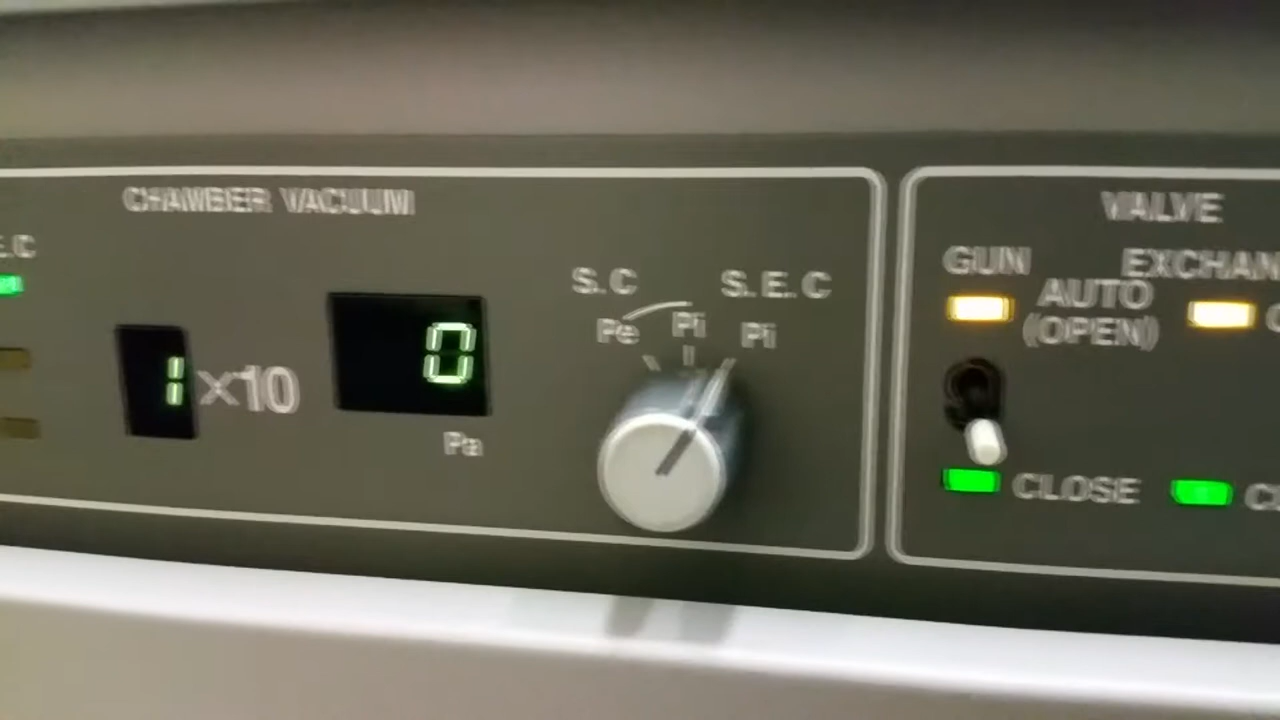 CHAMBER VACUUM
E.C
1 ×10 0
Pa
S.C S.E.C
Pe Pi Pi
VALVE
GUN
AUTO
(OPEN)
CLOSE